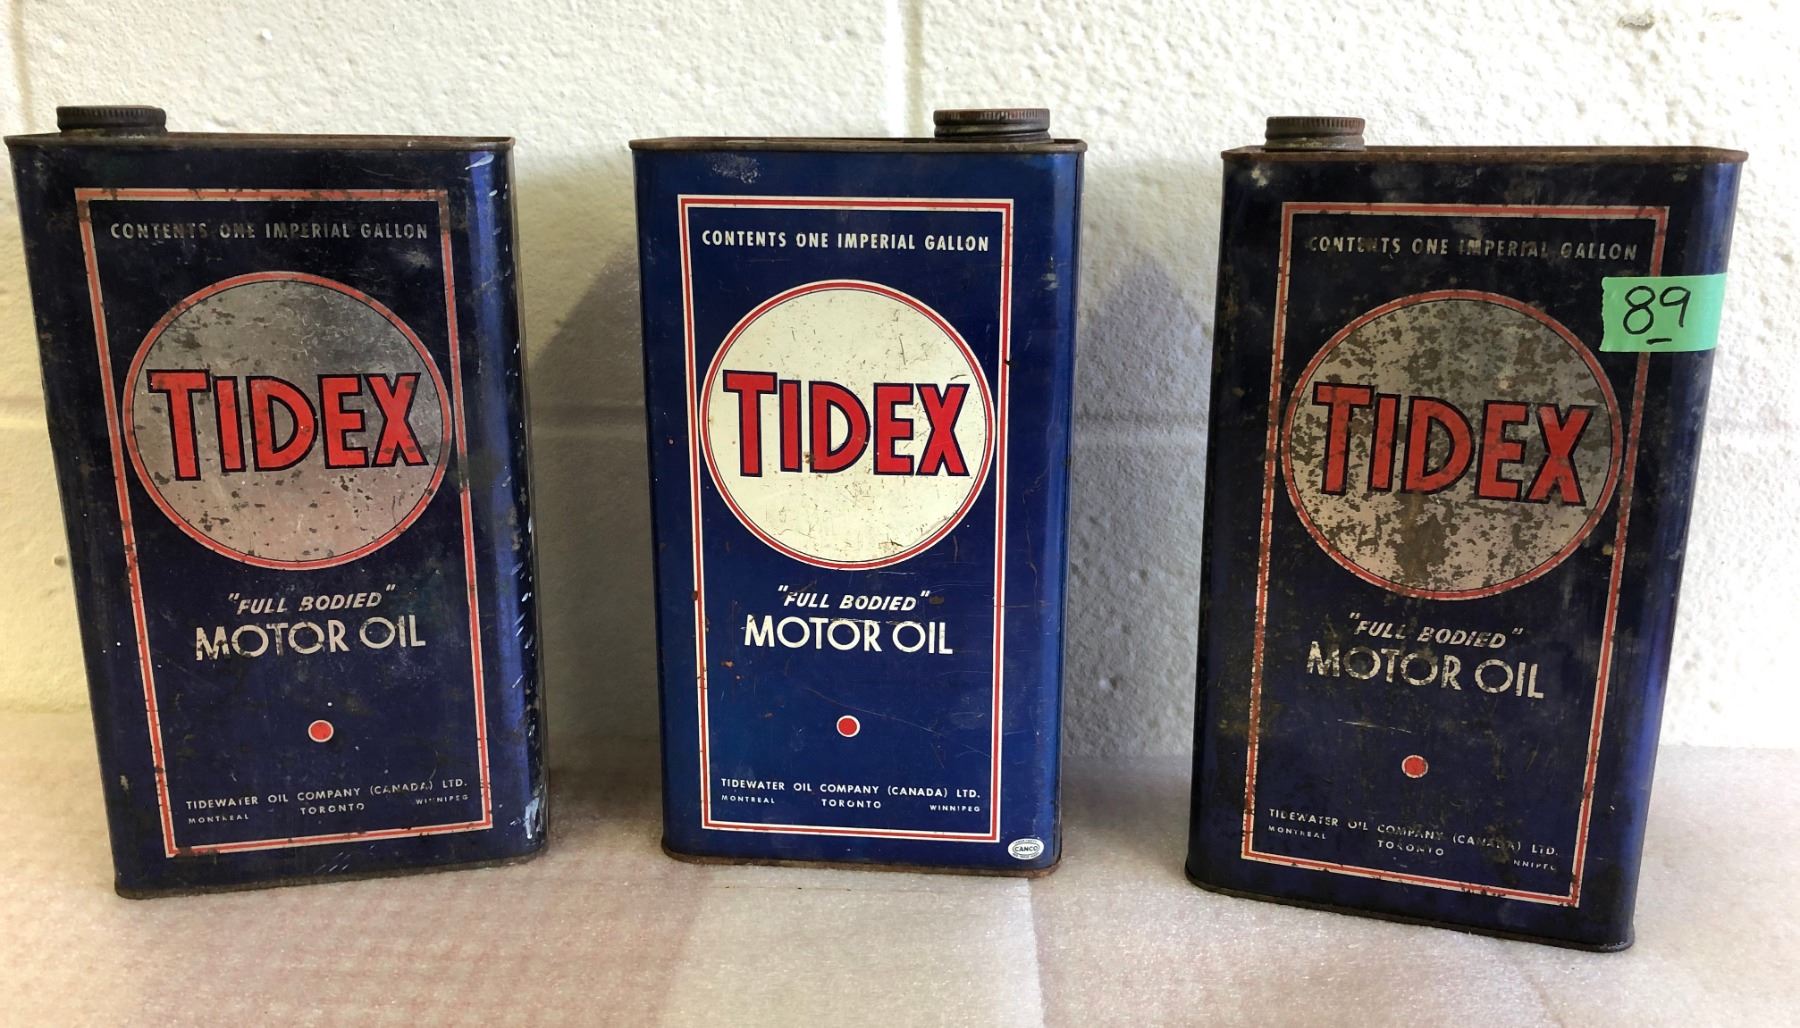 CONTENTS ONE IMPERIAL GALLON
TIDEX
"FULL BODIED"
MOTOR OIL
TIDEWATER OIL COMPANY (CANADA) LTD.
MONTREAL TORONTO WINNIPEG
CONTENTS ONE IMPERIAL GALLON
TIDEX
"FULL BODIED"
MOTOR OIL
TIDEWATER OIL COMPANY (CANADA) LTD.
MONTREAL TORONTO WINNIPEG
CANCO
CONTENTS ONE IMPERIAL GALLON
89
TIDEX
"FULL BODIED"
MOTOR OIL
TIDEWATER OIL COMPANY (CANADA) LTD.
MONTREAL TORONTO WINNIPEG